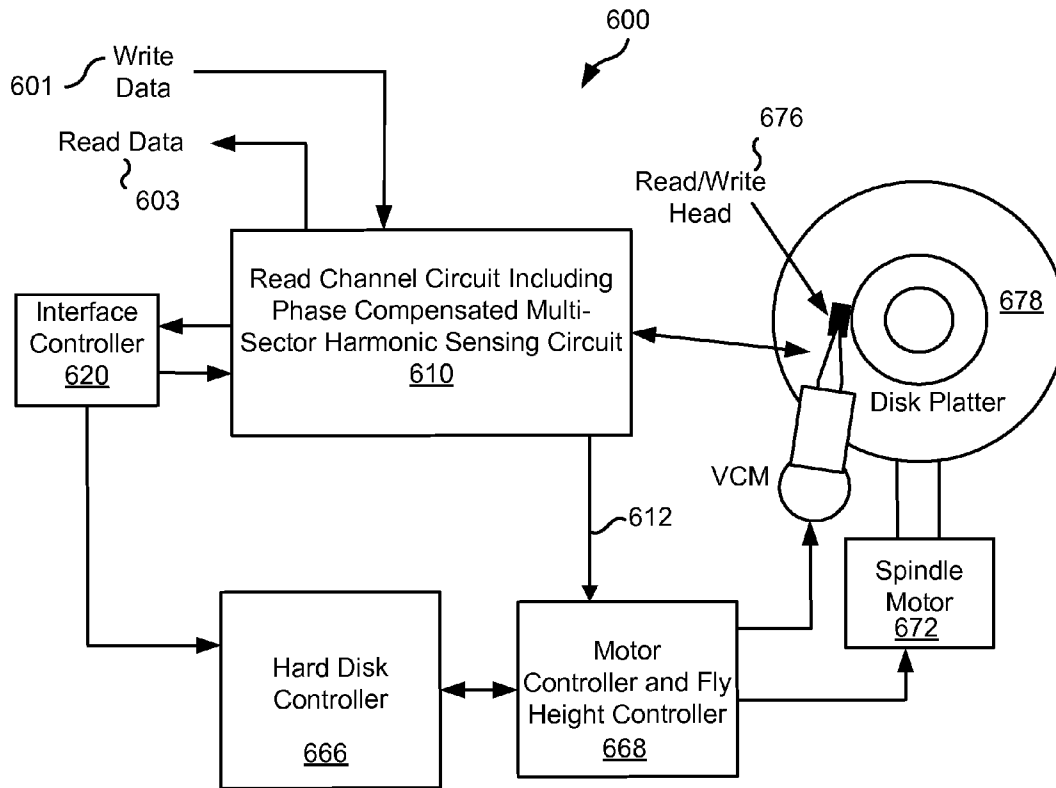 600
601
Write
Data
Read Data
603
676
Read/Write
Head
Read Channel Circuit Including
Phase Compensated Multi-
Sector Harmonic Sensing Circuit
610
Interface
Controller
620
678
Disk Platter
VCM
612
Spindle
Motor
672
Hard Disk
Controller
666
Motor
Controller and Fly
Height Controller
668